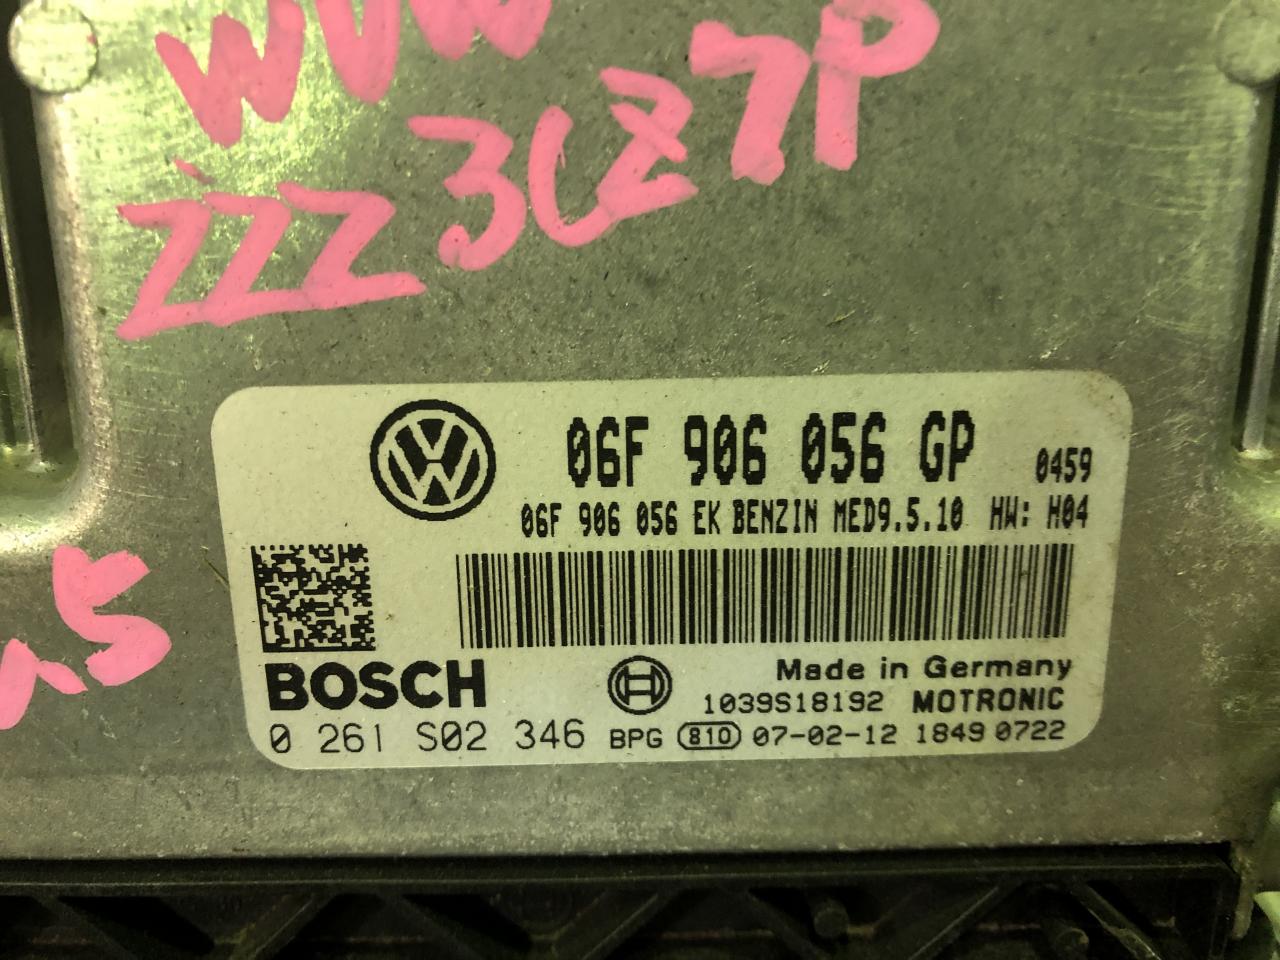 WVW
ZZZ3CZ7P
06F 906 056 GP 0459
06F 906 056 EK BENZIN MED9.5.10 HW: H04
BOSCH
Made in Germany
1039S18192 MOTRONIC
0 261 S02 346 BPG 810 07-02-12 1849 0722